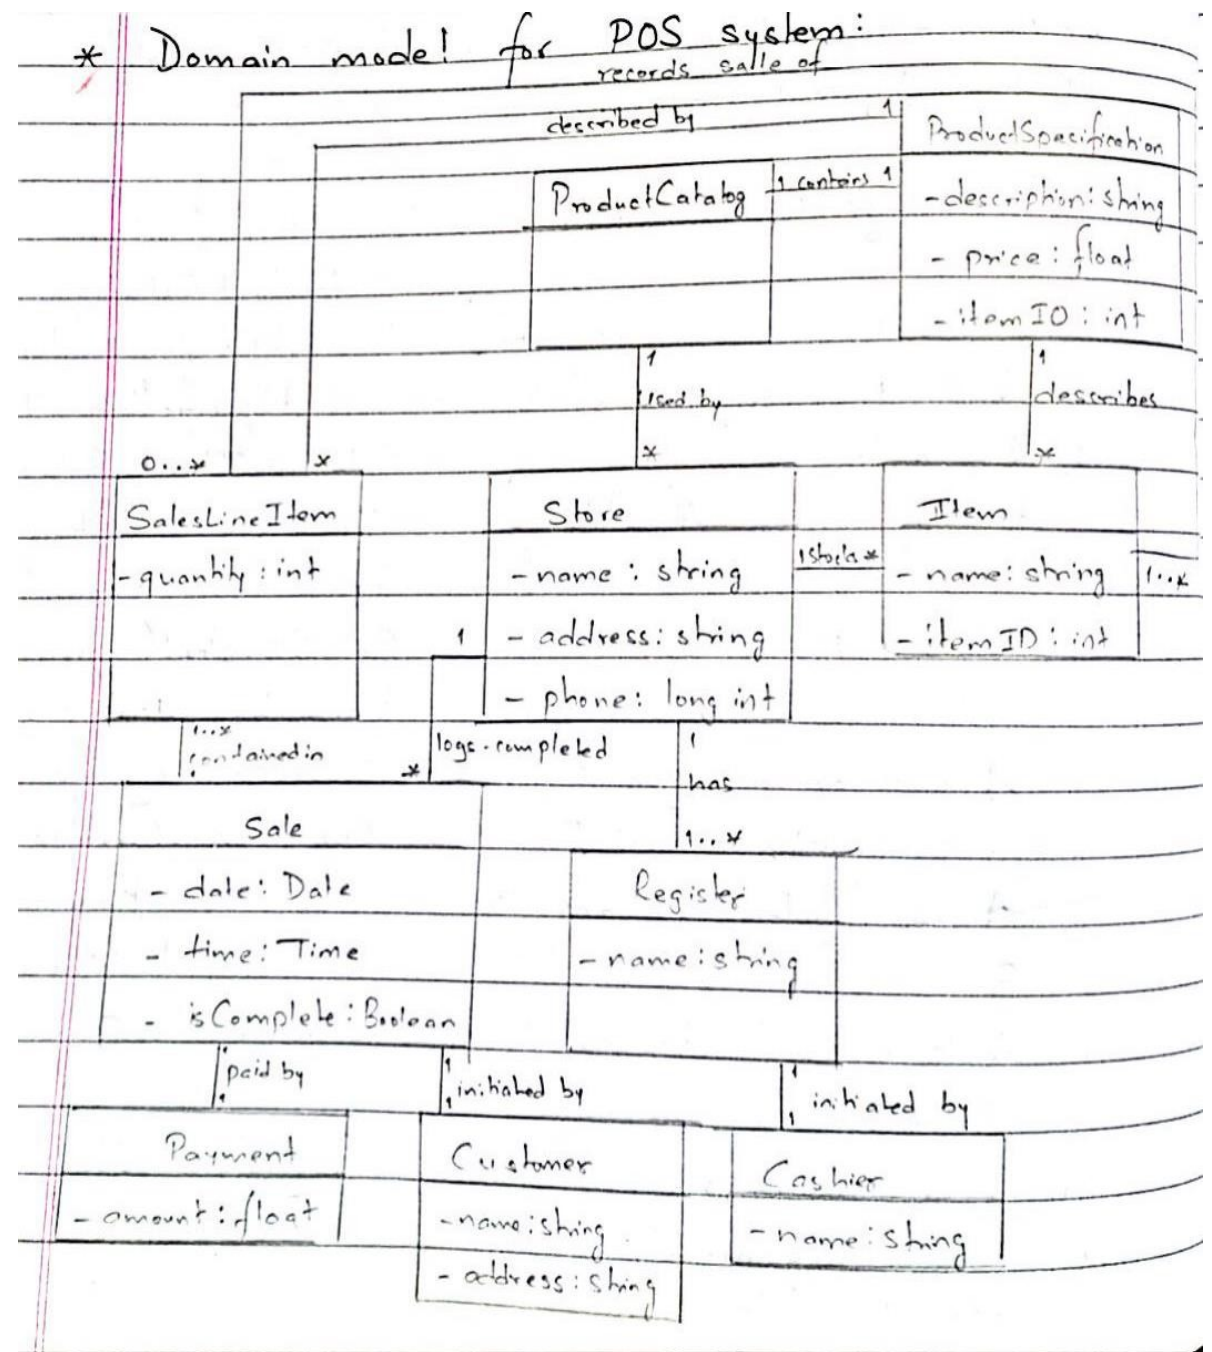 * Domain model for POS system:
records salle of
described by 1
ProductSpecification
- description: string
- price: float
- itemIO: int
ProductCatalog
1 contains 1
1
used by
*
1
describes
*
0..*
*
SalesLineItem
- quantity: int
Store
- name: string
- address: string
- phone: long int
1 Stocks *
Item
- name: string
- itemID: int
1..*
1
logs-completed
*
1..*
contained in
1
has
1..*
Sale
- date: Date
- time: Time
- isComplete: Boolean
Register
- name: string
paid by
1
1
initiated by
1
1
initiated by
1
Payment
- amount: float
Customer
- name: string
- address: string
Cashier
- name: string